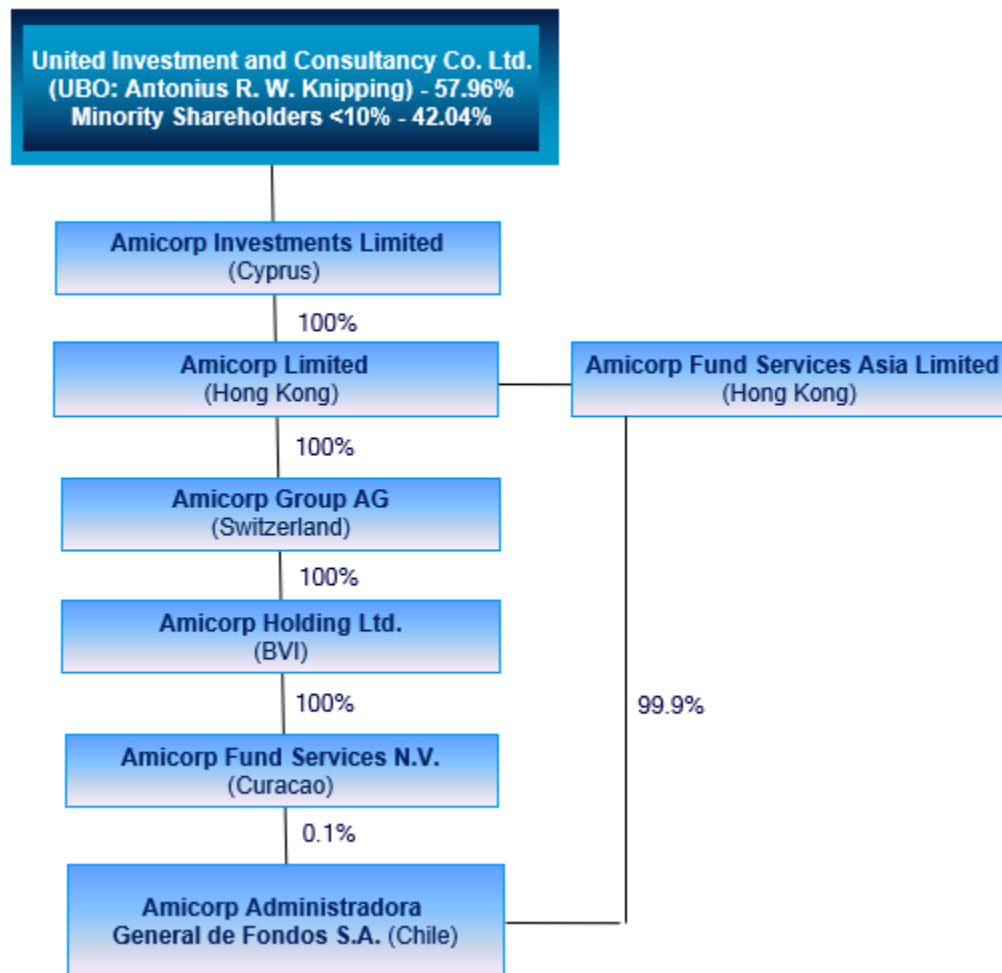 United Investment and Consultancy Co. Ltd.
(UBO: Antonius R. W. Knipping) - 57.96%
Minority Shareholders <10% - 42.04%
Amicorp Investments Limited
(Cyprus)
100%
Amicorp Limited
(Hong Kong)
Amicorp Fund Services Asia Limited
(Hong Kong)
100%
Amicorp Group AG
(Switzerland)
100%
Amicorp Holding Ltd.
(BVI)
100%
99.9%
Amicorp Fund Services N.V.
(Curacao)
0.1%
Amicorp Administradora
General de Fondos S.A. (Chile)